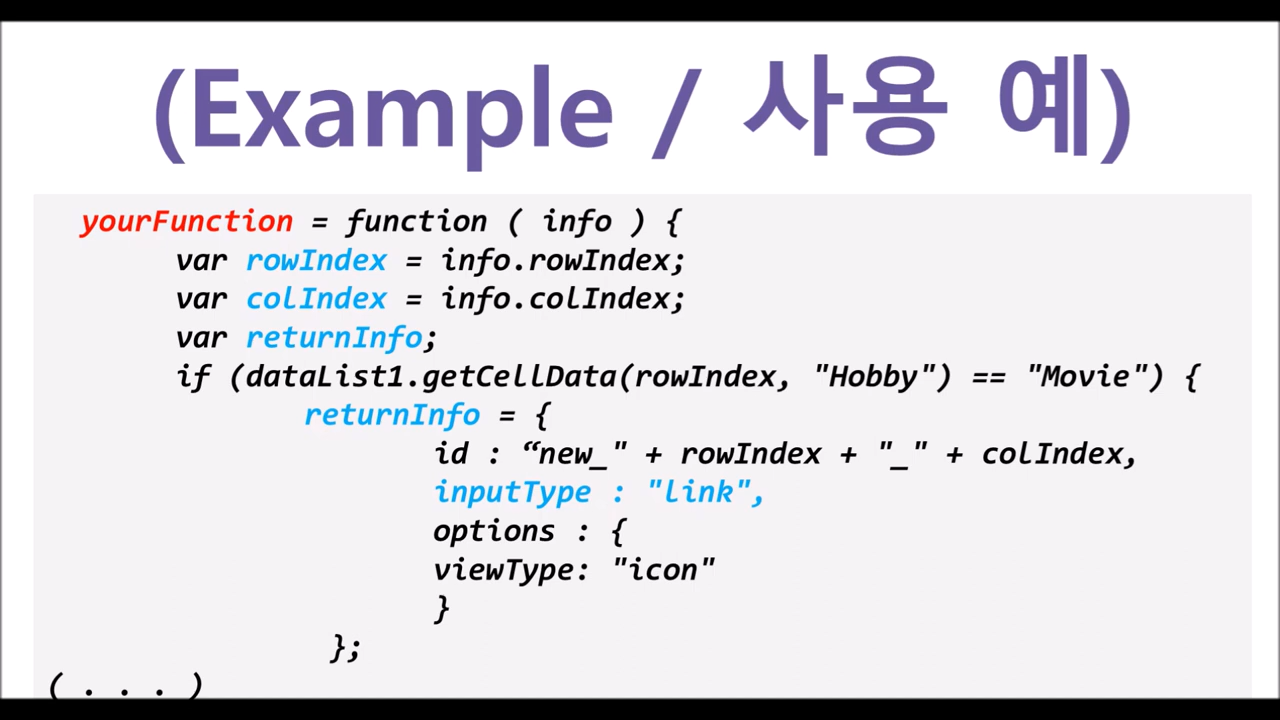 (Example / 사용 예)
yourFunction = function ( info ) {
var rowIndex = info.rowIndex;
var colIndex = info.colIndex;
var returnInfo;
if (dataList1.getCellData(rowIndex, "Hobby") == "Movie") {
returnInfo = {
id : “new_" + rowIndex + "_" + colIndex,
inputType : "link",
options : {
viewType: "icon"
}
};
( . . . )